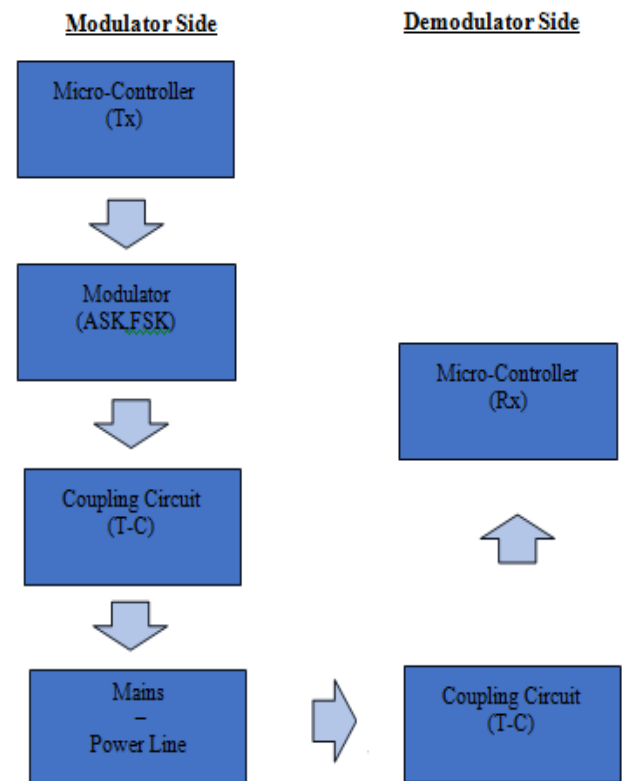 Modulator Side
Demodulator Side
Micro-Controller
(Tx)
Modulator
(ASK,FSK)
Coupling Circuit
(T-C)
Mains
–
Power Line
Micro-Controller
(Rx)
Coupling Circuit
(T-C)